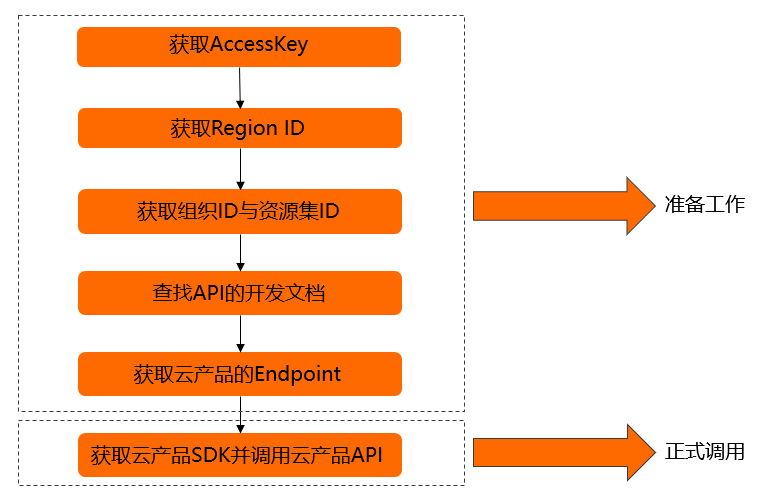 获取AccessKey
获取Region ID
获取组织ID与资源集ID
准备工作
查找API的开发文档
获取云产品的Endpoint
获取云产品SDK并调用云产品API
正式调用